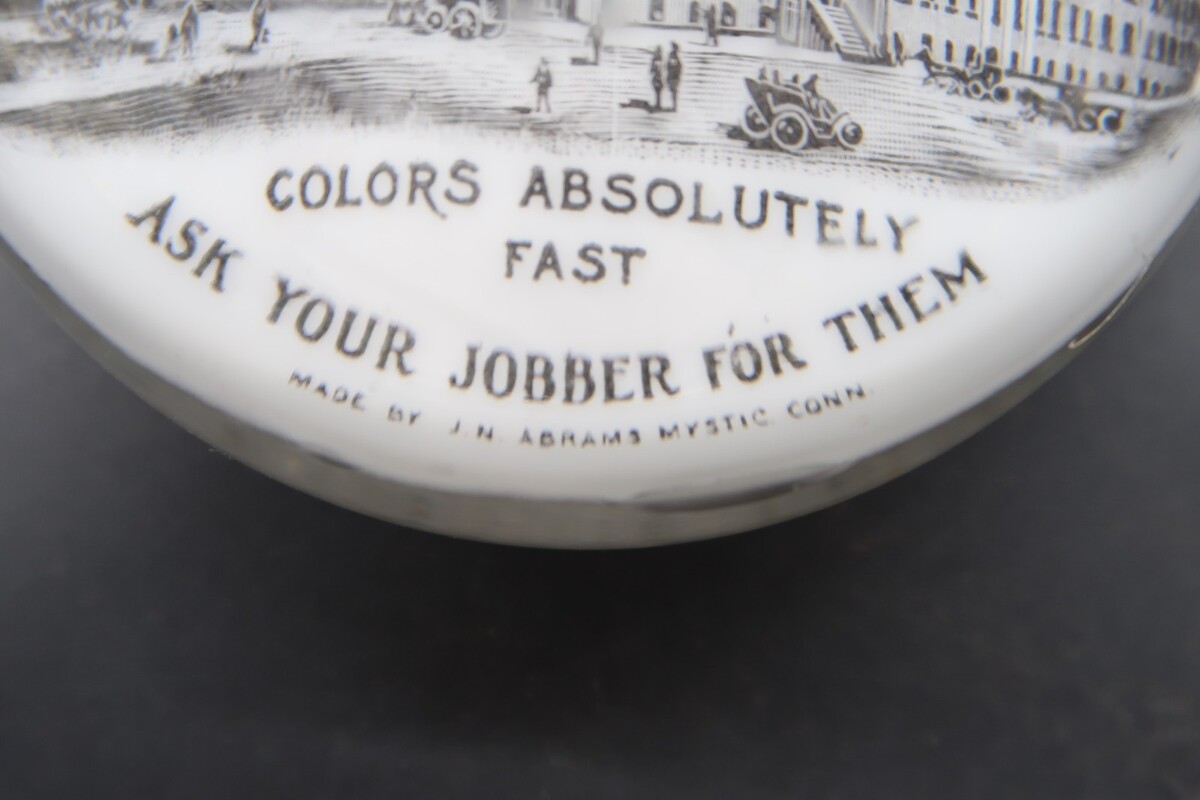 COLORS ABSOLUTELY
FAST
ASK YOUR JOBBER FOR THEM
MADE BY J.N. ABRAMS MYSTIC. CONN.